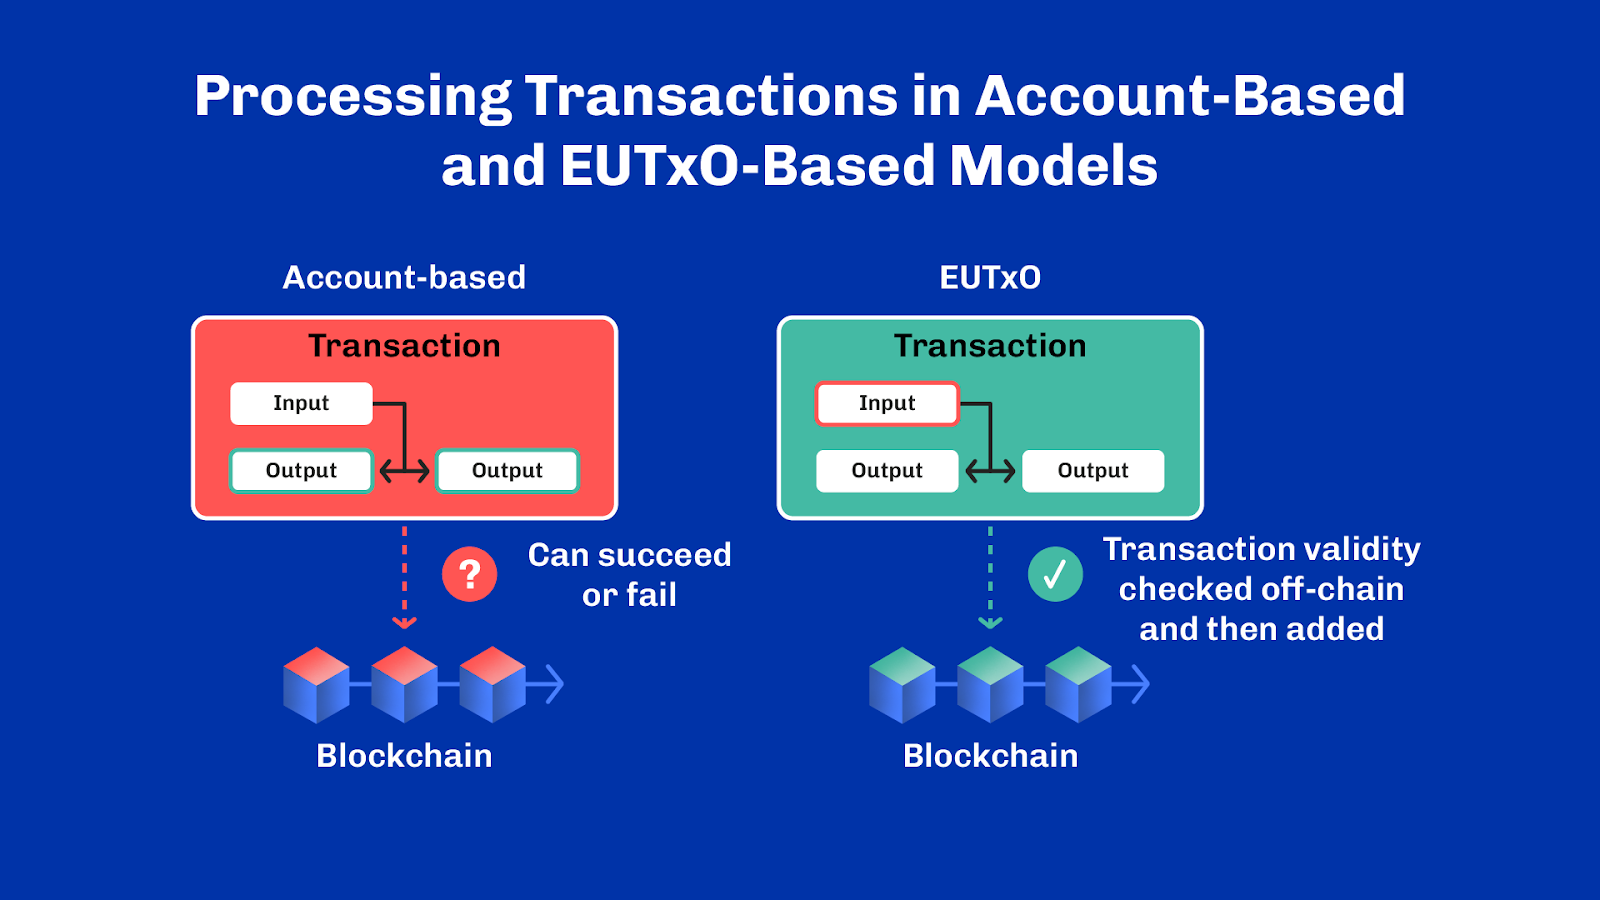 Processing Transactions in Account-Based
and EUTxO-Based Models
Account-based
Transaction
Input
Output
Output
Can succeed
or fail
?
Blockchain
EUTxO
Transaction
Input
Output
Output
✓
Transaction validity
checked off-chain
and then added
Blockchain